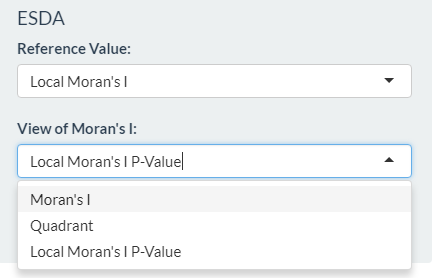 ESDA
Reference Value:
Local Moran's I
View of Moran's I:
Local Moran's I P-Value
Moran's I
Quadrant
Local Moran's I P-Value